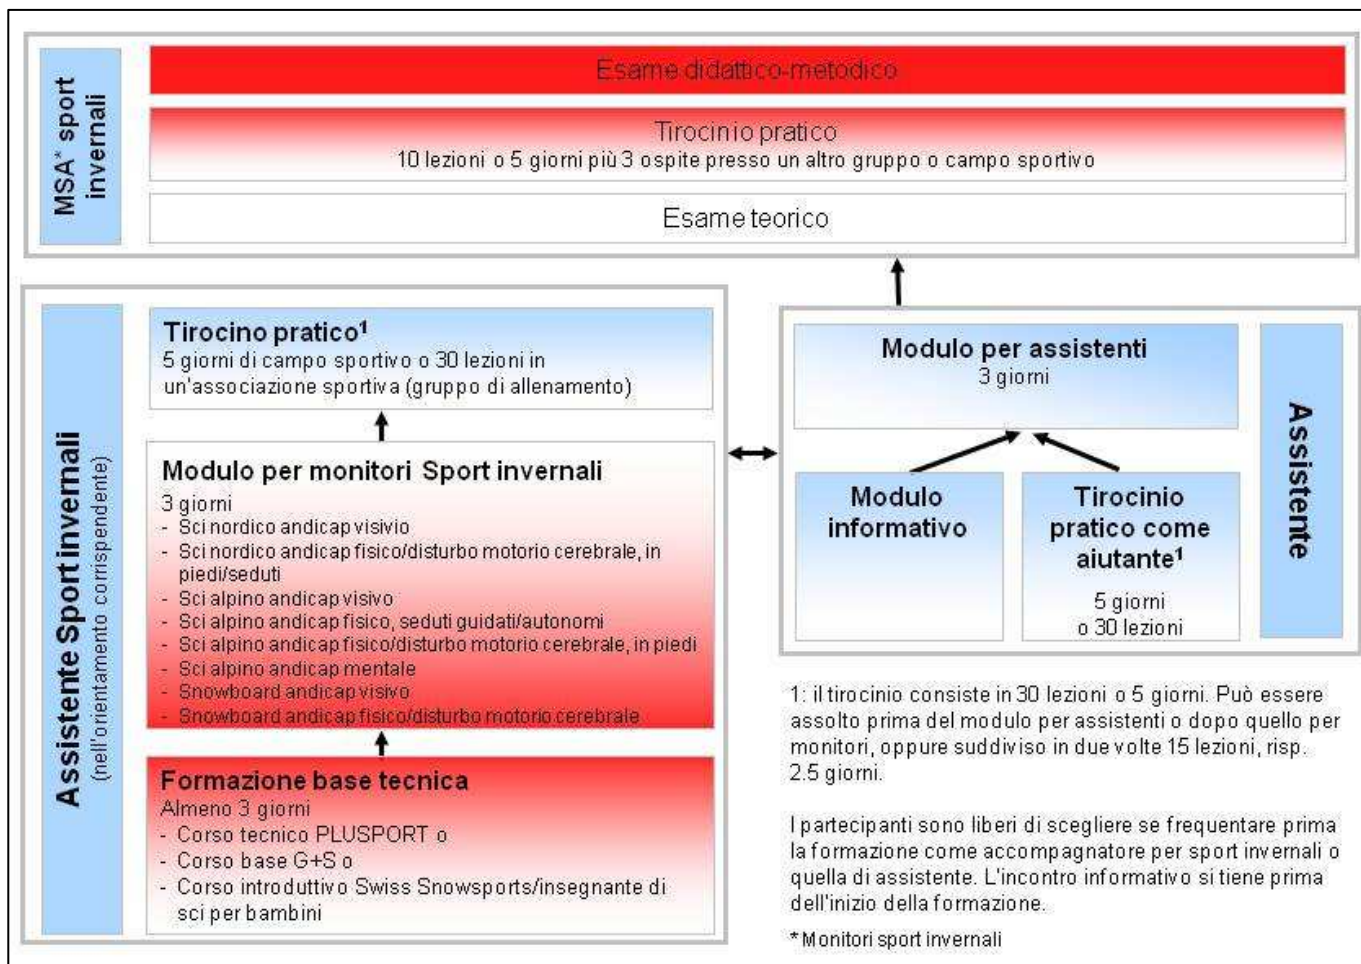 MSA* sport
invernali
Esame didattico-metodico
Tirocinio pratico
10 lezioni o 5 giorni più 3 ospite presso un altro gruppo o campo sportivo
Esame teorico
Assistente Sport invernali
(nell'orientamento corrispendente)
Tirocino pratico¹
5 giorni di campo sportivo o 30 lezioni in
un'associazione sportiva (gruppo di allenamento)
Modulo per monitori Sport invernali
3 giorni
- Sci nordico andicap visivio
- Sci nordico andicap fisico/disturbo motorio cerebrale, in
piedi/seduti
- Sci alpino andicap visivo
- Sci alpino andicap fisico, seduti guidati/autonomi
- Sci alpino andicap fisico/disturbo motorio cerebrale, in piedi
- Sci alpino andicap mentale
- Snowboard andicap visivo
- Snowboard andicap fisico/disturbo motorio cerebrale
Formazione base tecnica
Almeno 3 giorni
- Corso tecnico PLUSPORT o
- Corso base G+S o
- Corso introduttivo Swiss Snowsports/insegnante di
sci per bambini
Modulo per assistenti
3 giorni
Modulo
informativo
Tirocinio
pratico come
aiutante¹
5 giorni
o 30 lezioni
Assistente
1: il tirocinio consiste in 30 lezioni o 5 giorni. Può essere
assolto prima del modulo per assistenti o dopo quello per
monitori, oppure suddiviso in due volte 15 lezioni, risp.
2.5 giorni.
I partecipanti sono liberi di scegliere se frequentare prima
la formazione come accompagnatore per sport invernali o
quella di assistente. L'incontro informativo si tiene prima
dell'inizio della formazione.
*Monitori sport invernali